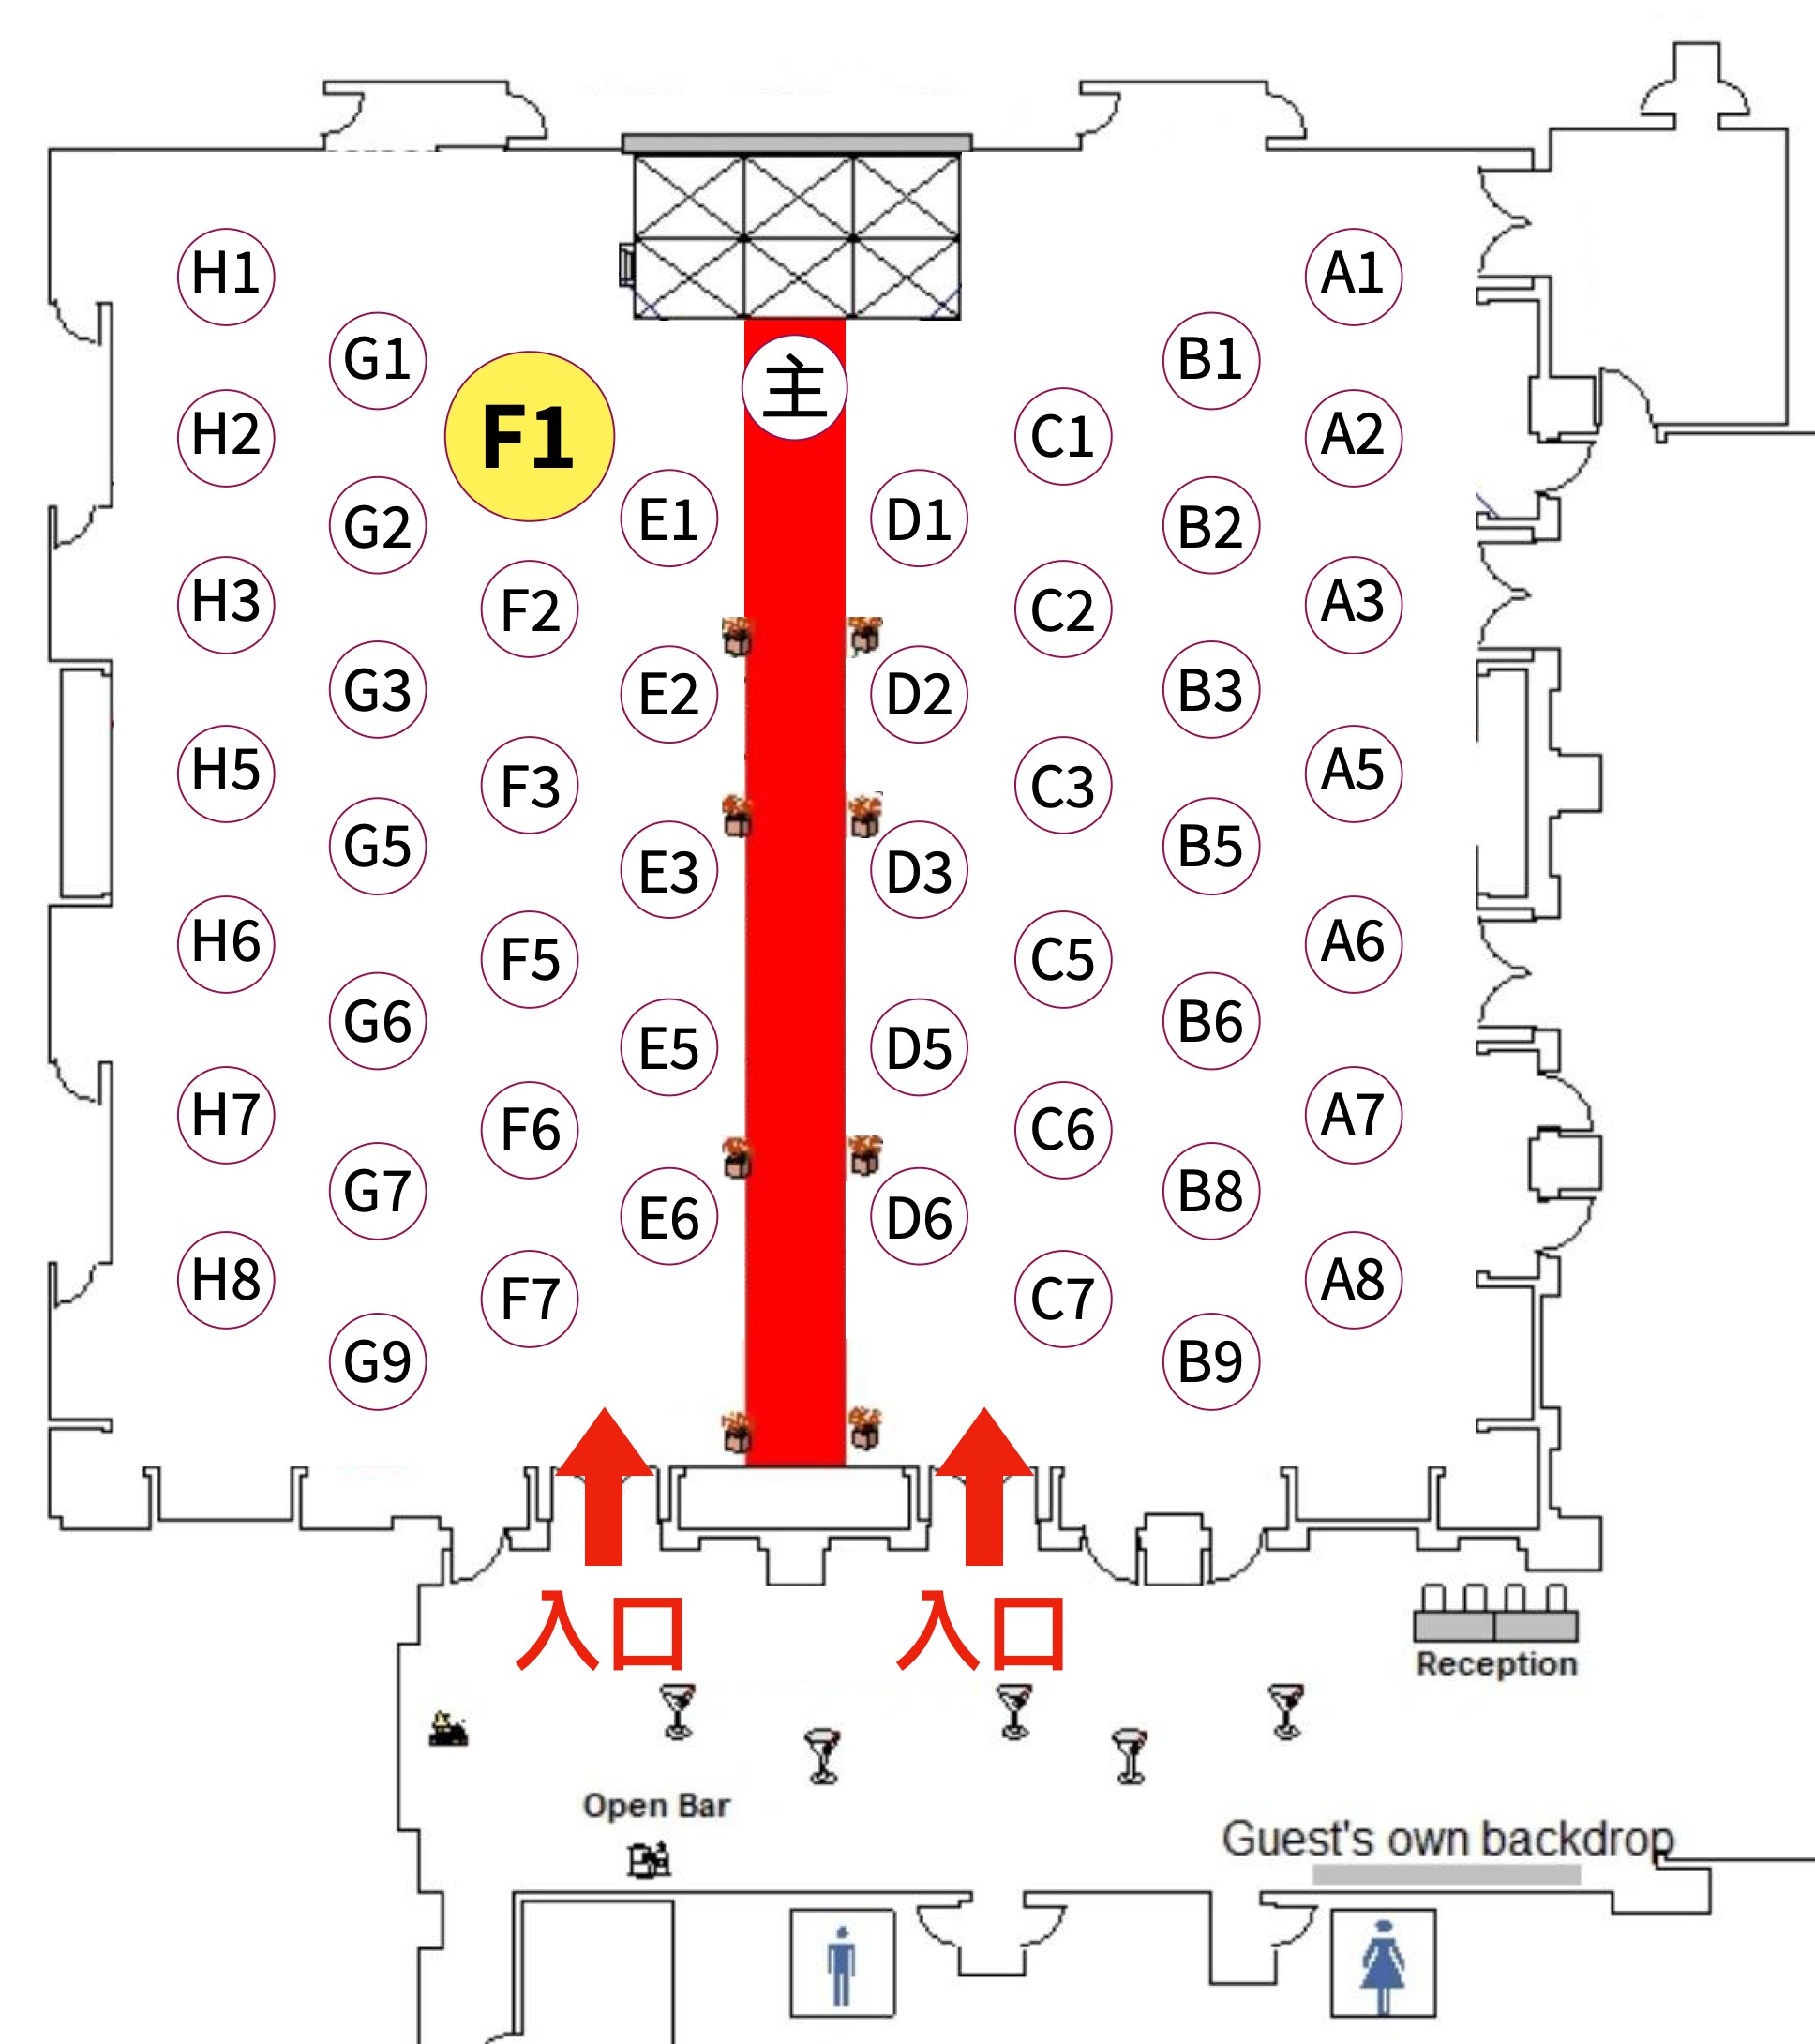 H1 A1
G1 主 B1
H2 F1 C1 A2
G2 E1 D1 B2
H3 F2 C2 A3
G3 E2 D2 B3
H5 F3 C3 A5
G5 E3 D3 B5
H6 F5 C5 A6
G6 E5 D5 B6
H7 F6 C6 A7
G7 E6 D6 B8
H8 F7 C7 A8
G9 B9
入口 入口
Reception
Open Bar
Guest's own backdrop